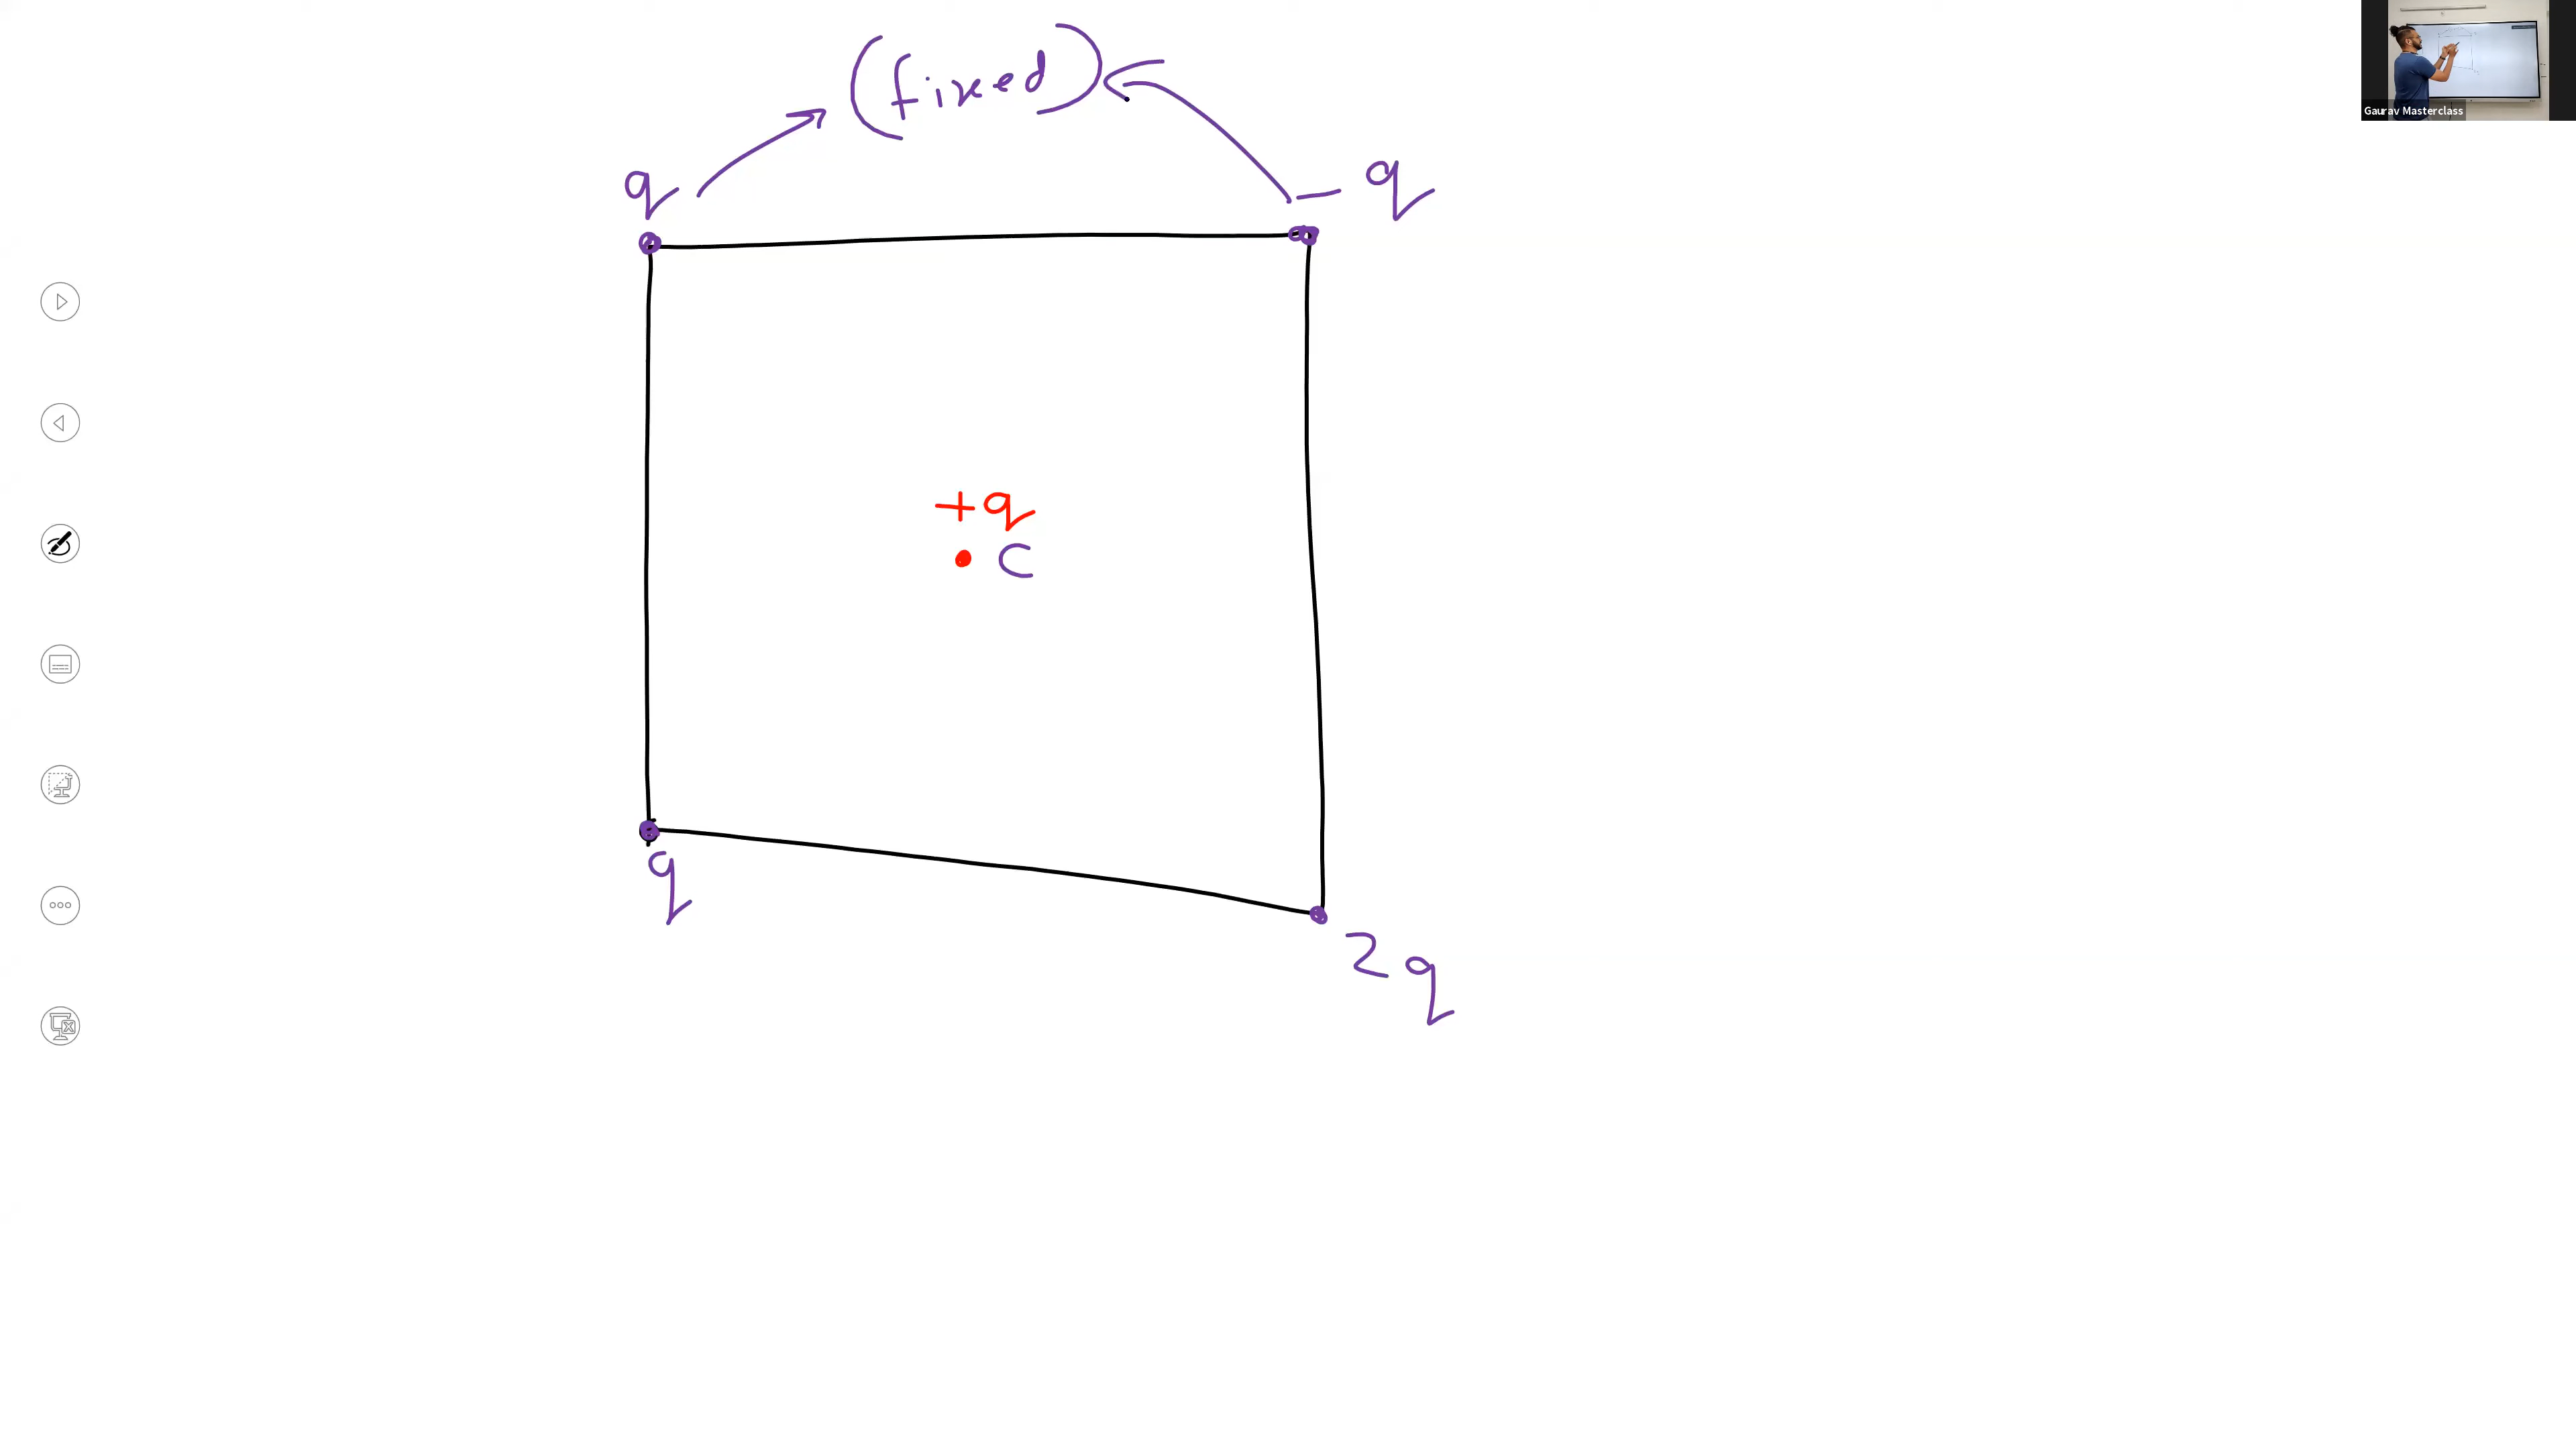 (fixed)
Gaurav Masterclass
q
- q
+q
C
q
2q